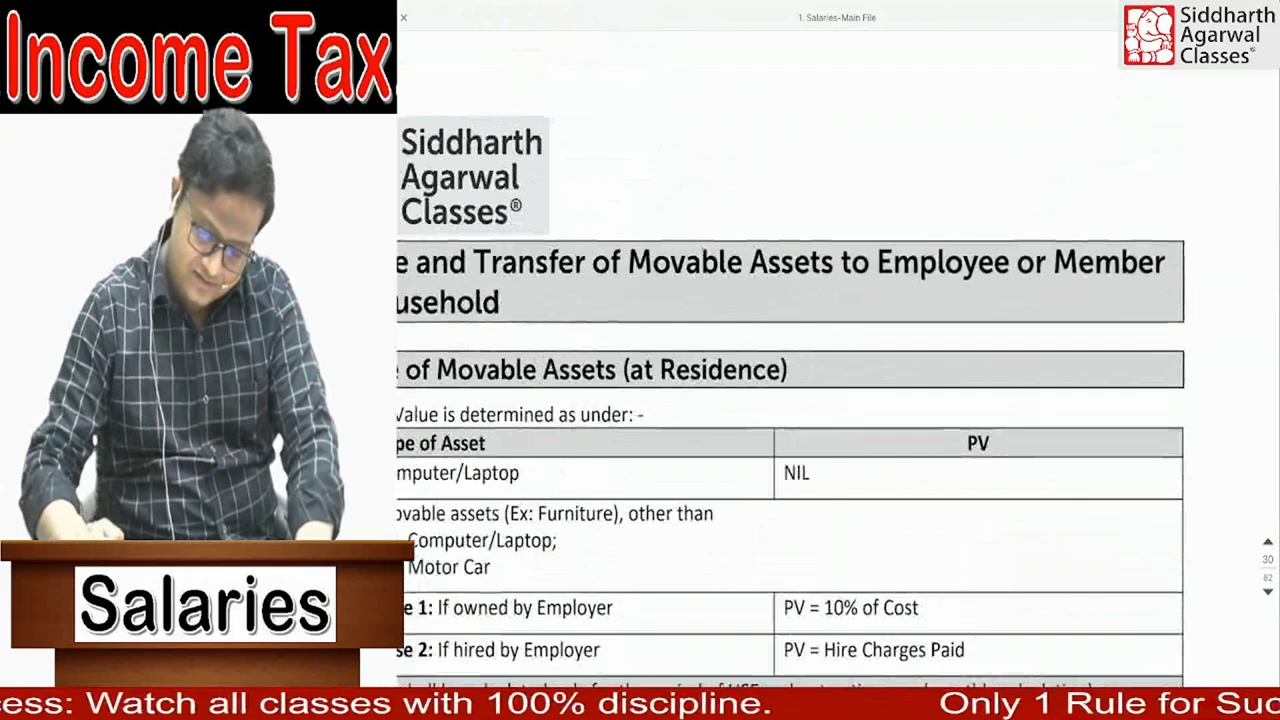 Income Tax
1. Salaries-Main File
Siddharth
Agarwal
Classes®
Siddharth
Agarwal
Classes®
e and Transfer of Movable Assets to Employee or Member
usehold
of Movable Assets (at Residence)
Value is determined as under: -
pe of Asset
PV
mputer/Laptop
NIL
ovable assets (Ex: Furniture), other than
Computer/Laptop;
Motor Car
e 1: If owned by Employer
PV = 10% of Cost
se 2: If hired by Employer
PV = Hire Charges Paid
30
82
Salaries
cess: Watch all classes with 100% discipline. Only 1 Rule for Suc